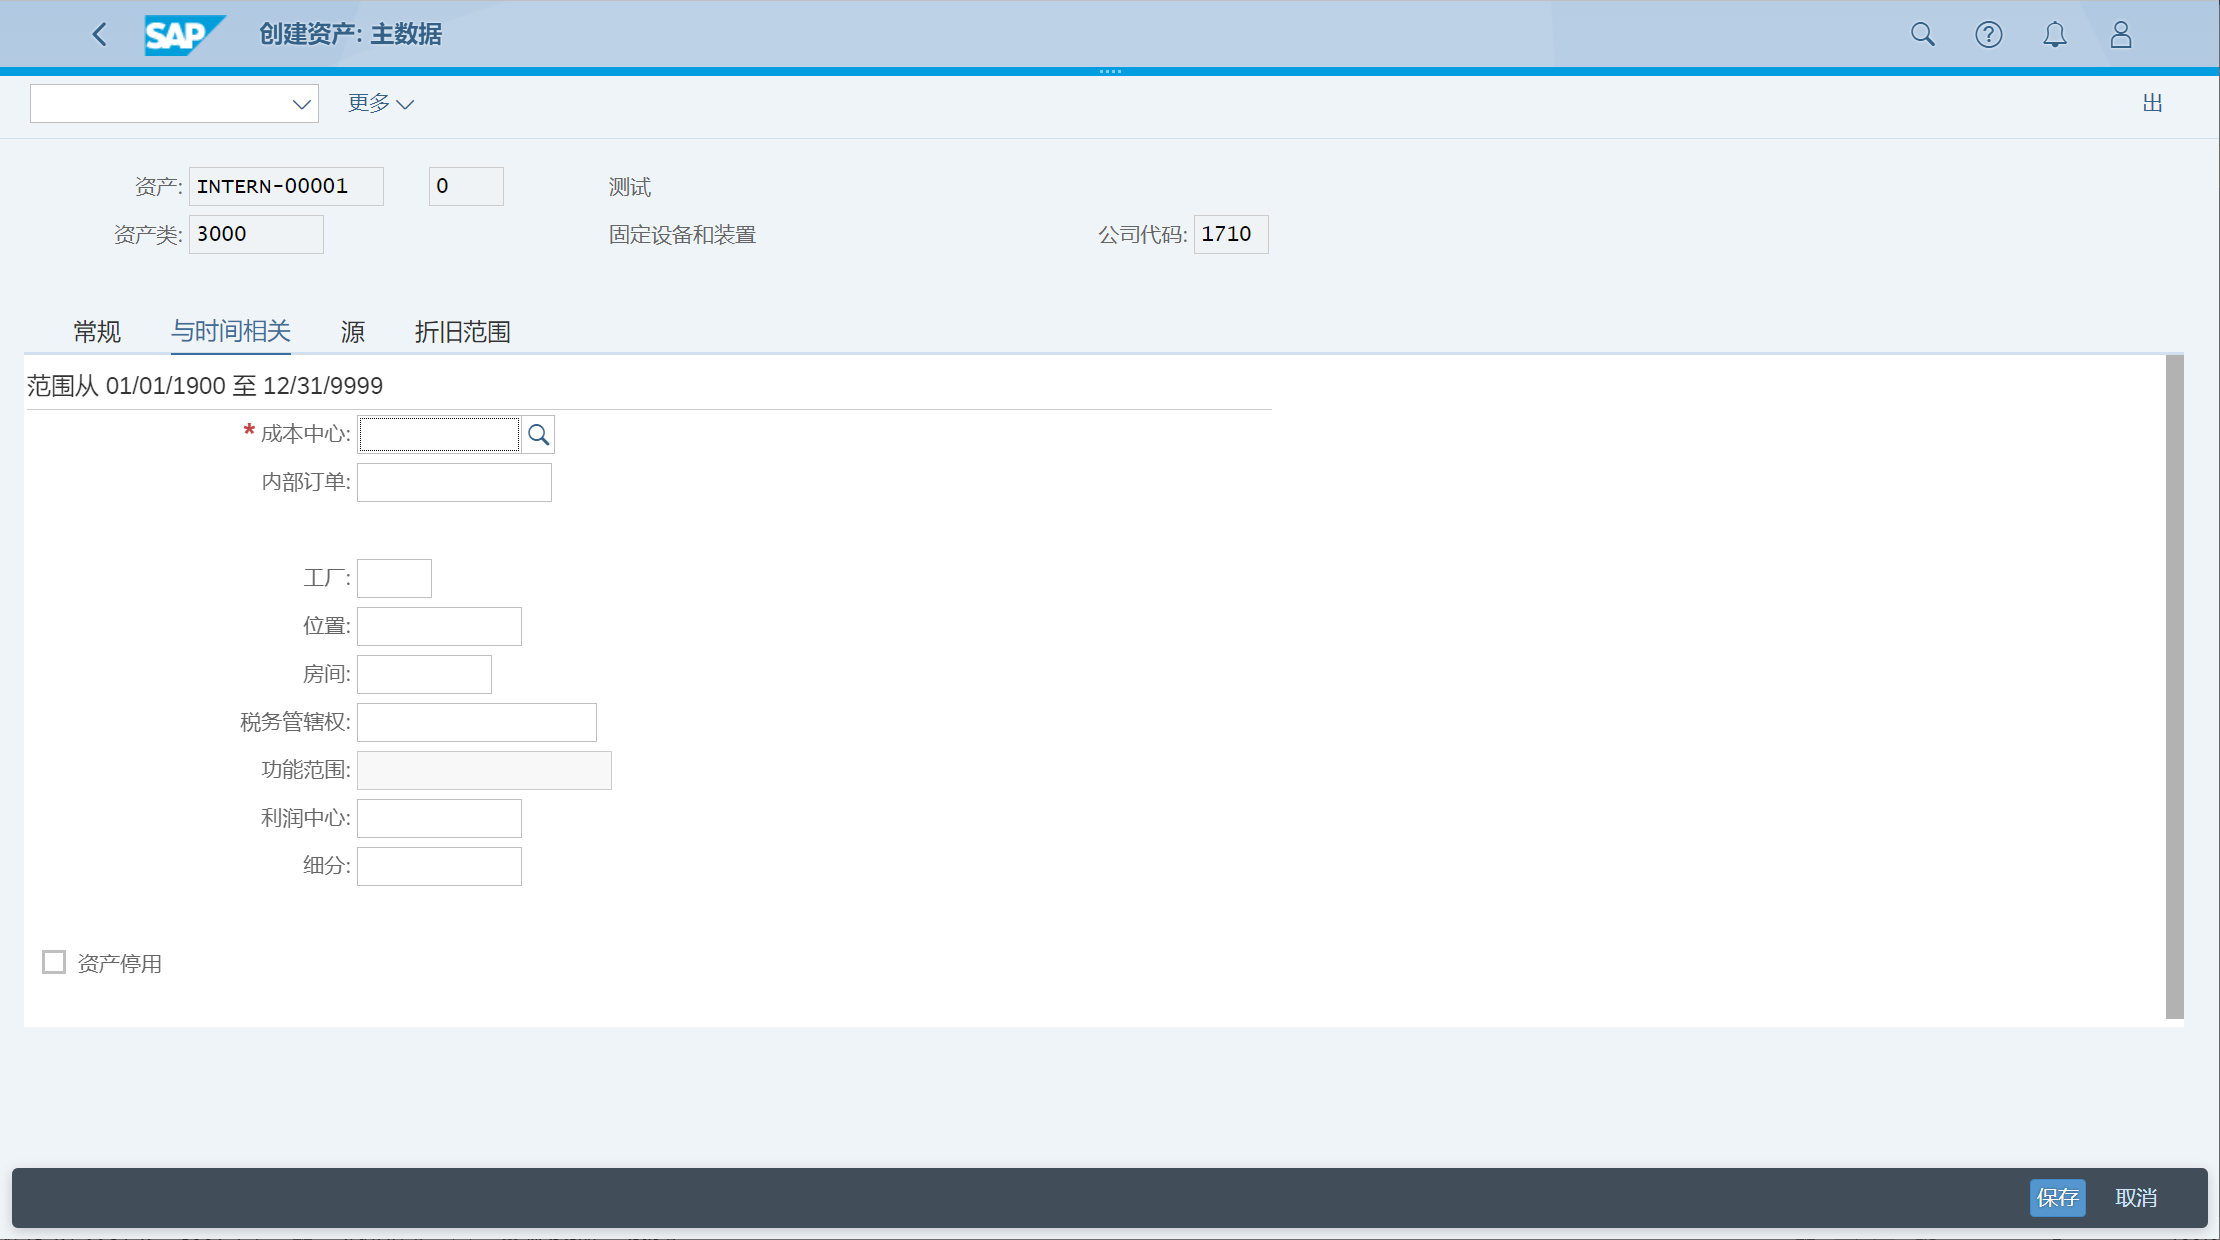 SAP 创建资产: 主数据
更多 出
资产: INTERN-00001 0 测试
资产类: 3000 固定设备和装置 公司代码: 1710
常规 与时间相关 源 折旧范围
范围从 01/01/1900 至 12/31/9999
* 成本中心:
内部订单:
工厂:
位置:
房间:
税务管辖权:
功能范围:
利润中心:
细分:
资产停用
保存 取消